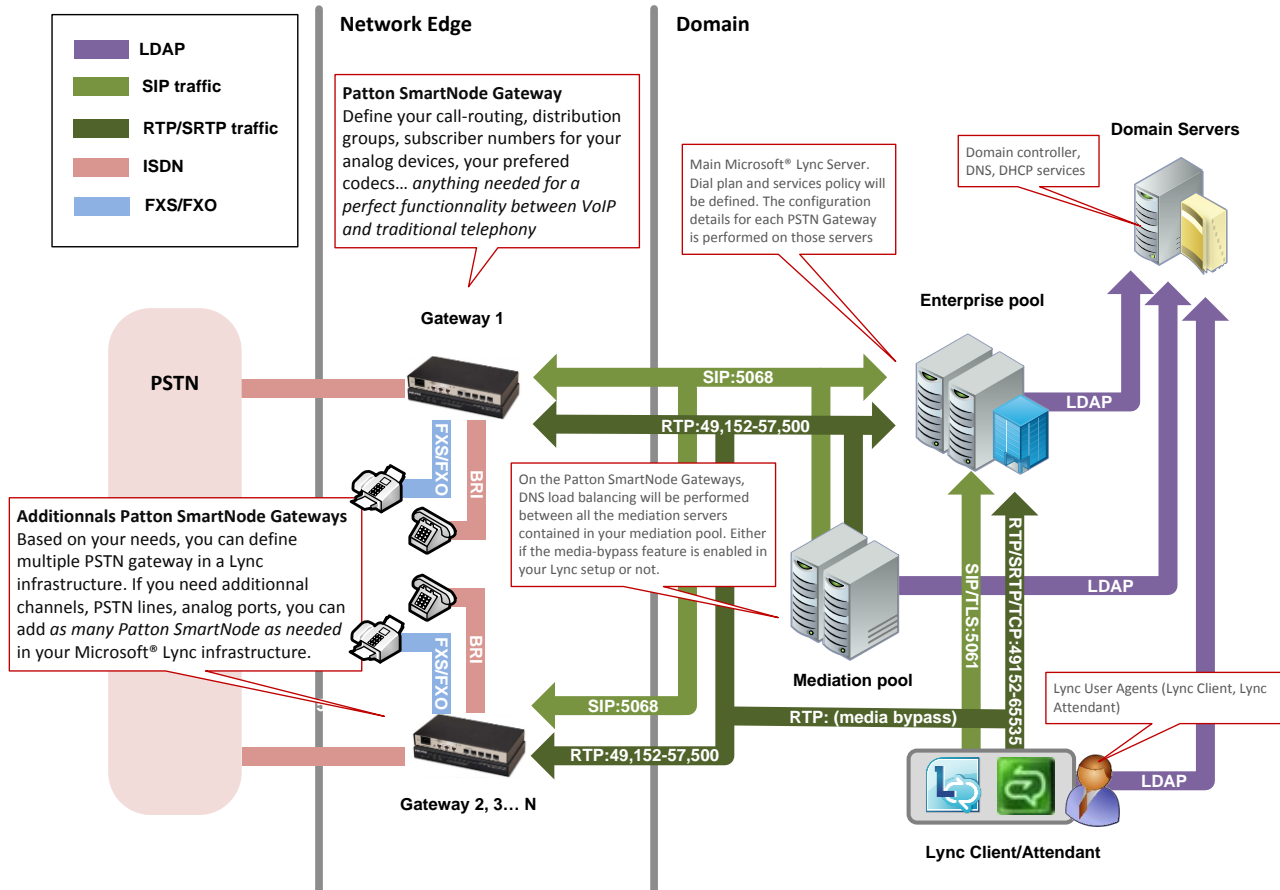 Network Edge
Domain
LDAP
SIP traffic
RTP/SRTP traffic
ISDN
FXS/FXO
Patton SmartNode Gateway
Define your call-routing, distribution
groups, subscriber numbers for your
analog devices, your prefered
codecs... anything needed for a
perfect functionnality between VoIP
and traditional telephony
Main Microsoft® Lync Server.
Dial plan and services policy will
be defined. The configuration
details for each PSTN Gateway
is performed on those servers
Domain Servers
Domain controller,
DNS, DHCP services
Enterprise pool
Gateway 1
PSTN
SIP:5068
RTP:49,152-57,500
LDAP
FXS/FXO
BRI
On the Patton SmartNode Gateways,
DNS load balancing will be performed
between all the mediation servers
contained in your mediation pool. Either
if the media-bypass feature is enabled in
your Lync setup or not.
Additionnals Patton SmartNode Gateways
Based on your needs, you can define
multiple PSTN gateway in a Lync
infrastructure. If you need additionnal
channels, PSTN lines, analog ports, you can
add as many Patton SmartNode as needed
in your Microsoft® Lync infrastructure.
FXS/FXO
BRI
SIP/TLS:5061
RTP/SRTP/TCP:49152-65535
LDAP
Mediation pool
SIP:5068
RTP: (media bypass)
RTP:49,152-57,500
Lync User Agents (Lync Client, Lync
Attendant)
L
LDAP
Gateway 2, 3... N
Lync Client/Attendant